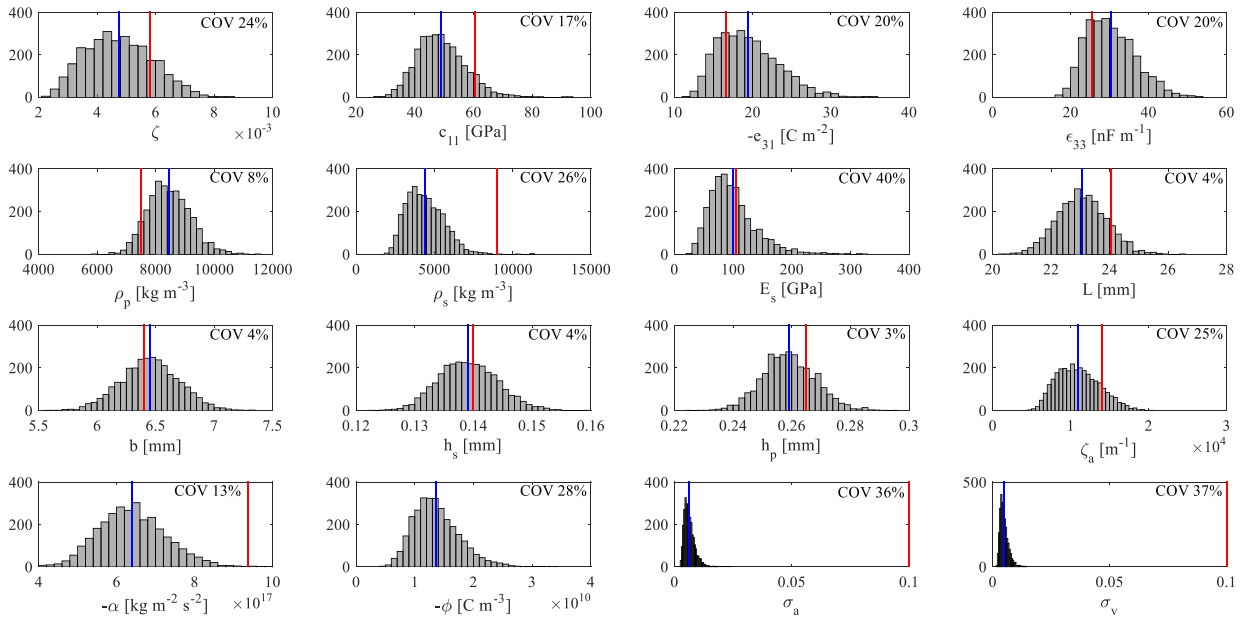 400 COV 24% 400 COV 17% 400 COV 20% 400 COV 20%
200 200 200 200
0 0 0 0
2 4 6 8 10 20 40 60 80 100 10 20 30 40 0 20 40 60
ζ ×10⁻³ c₁₁ [GPa] -e₃₁ [C m⁻²] ϵ₃₃ [nF m⁻¹]
400 COV 8% 400 COV 26% 400 COV 40% 400 COV 4%
200 200 200 200
0 0 0 0
4000 6000 8000 10000 12000 0 5000 10000 15000 0 100 200 300 400 20 22 24 26 28
ρₚ [kg m⁻³] ρₛ [kg m⁻³] Eₛ [GPa] L [mm]
400 COV 4% 400 COV 4% 400 COV 3% 400 COV 25%
200 200 200 200
0 0 0 0
5.5 6 6.5 7 7.5 0.12 0.13 0.14 0.15 0.16 0.22 0.24 0.26 0.28 0.3 0 1 2 3
b [mm] hₛ [mm] hₚ [mm] ζₐ [m⁻¹] ×10⁴
400 COV 13% 400 COV 28% 400 COV 36% 500 COV 37%
200 200 200
0 0 0 0
4 6 8 10 0 1 2 3 4 0 0.05 0.1 0 0.05 0.1
-α [kg m⁻² s⁻²] ×10¹⁷ -ϕ [C m⁻³] ×10¹⁰ σₐ σᵥ